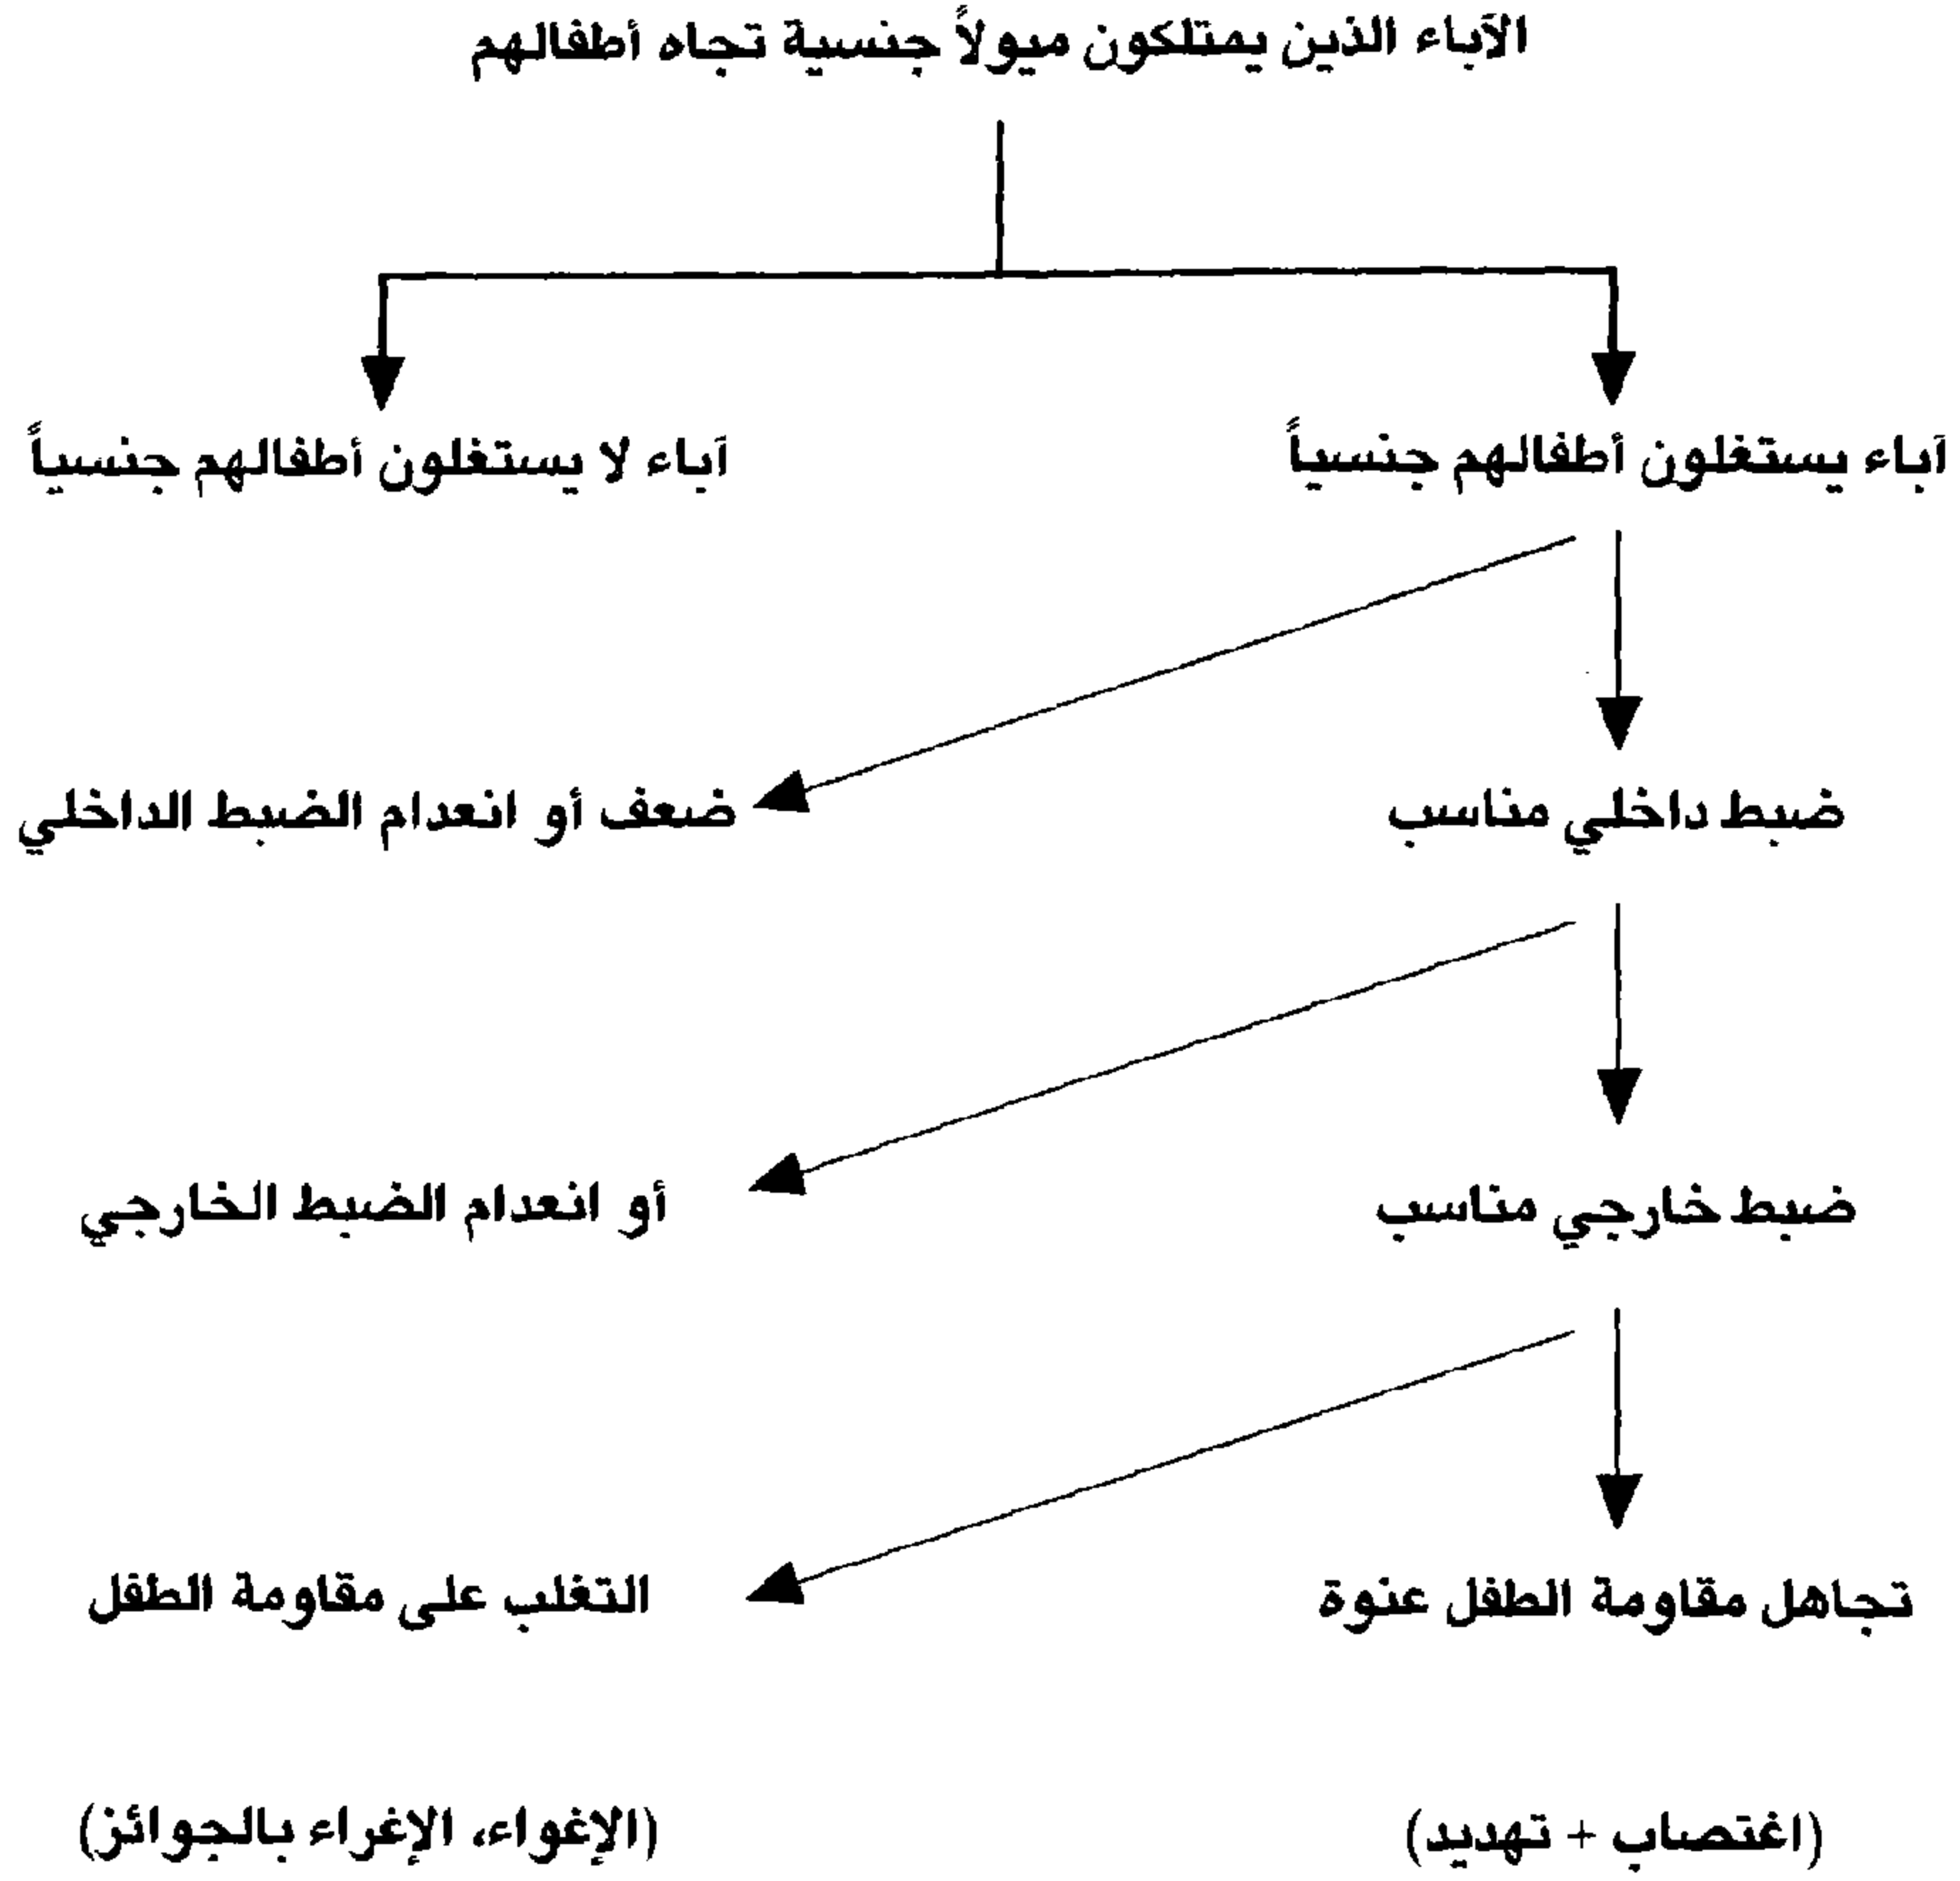 الآباء الذين يمتلكون ميولاً جنسية تجاه أطفالهم
آباء يستغلون أطفالهم جنسياً
آباء لا يستغلون أطفالهم جنسياً
ضبط داخلي مناسب
ضعف أو انعدام الضبط الداخلي
ضبط خارجي مناسب
أو انعدام الضبط الخارجي
تجاهل مقاومة الطفل عنوة
التغلب على مقاومة الطفل
(اغتصاب + تهديد)
(الإغواء، الإغراء بالجوائز)